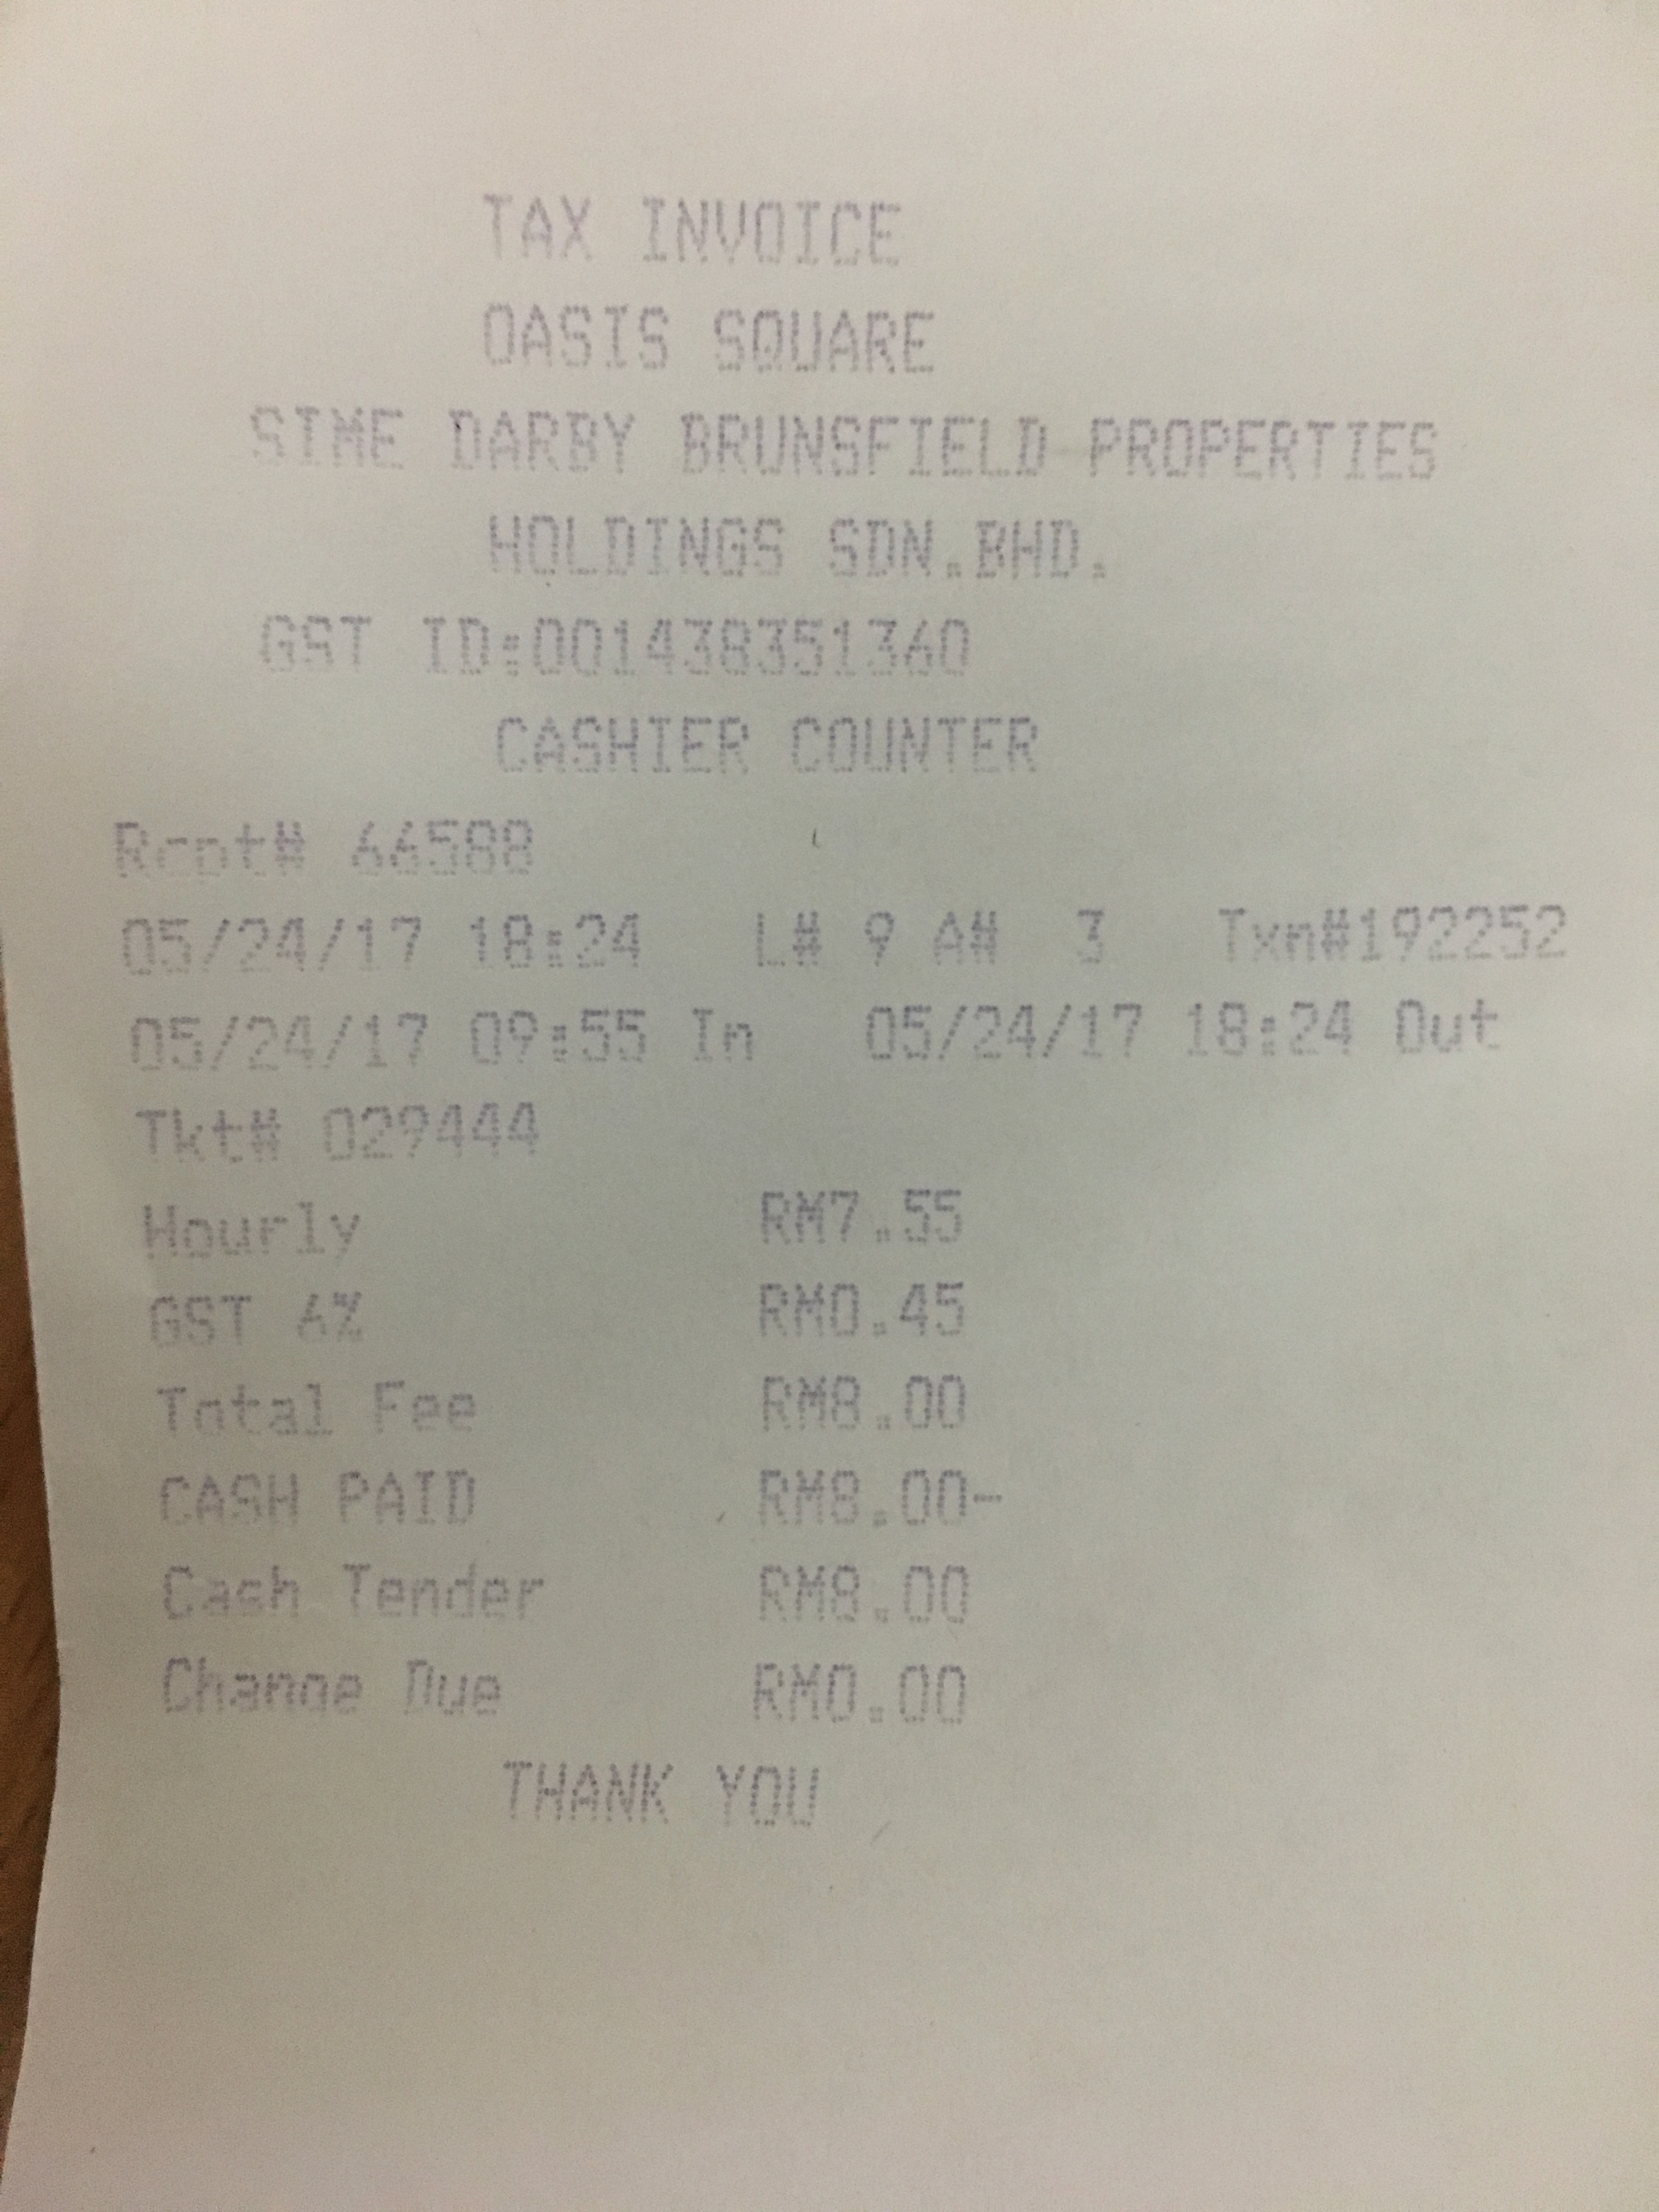 TAX INVOICE
OASIS SQUARE
SIME DARBY BRUNSFIELD PROPERTIES
HOLDINGS SDN.BHD.
GST ID:001438351360
CASHIER COUNTER
Rcpt# 66588
05/24/17 18:24 L# 9 A# 3 Txn#192252
05/24/17 09:55 In 05/24/17 18:24 Out
Tkt# 029444
Hourly RM7.55
GST 6% RM0.45
Total Fee RM8.00
CASH PAID RM8.00-
Cash Tender RM8.00
Change Due RM0.00
THANK YOU